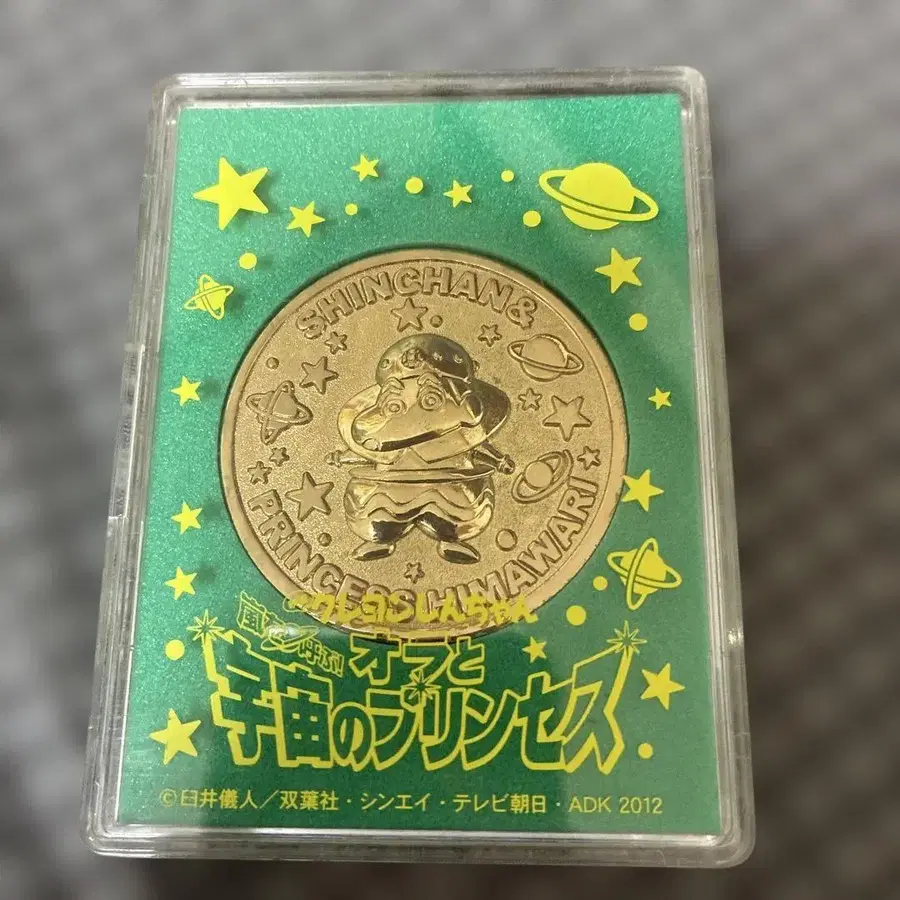 SHINCHAN&
PRINCESS HIMAWARI
クレヨンしんちゃん
嵐を呼ぶ!
オラと
宇宙のプリンセス
©臼井儀人／双葉社・シンエイ・テレビ朝日・ADK 2012